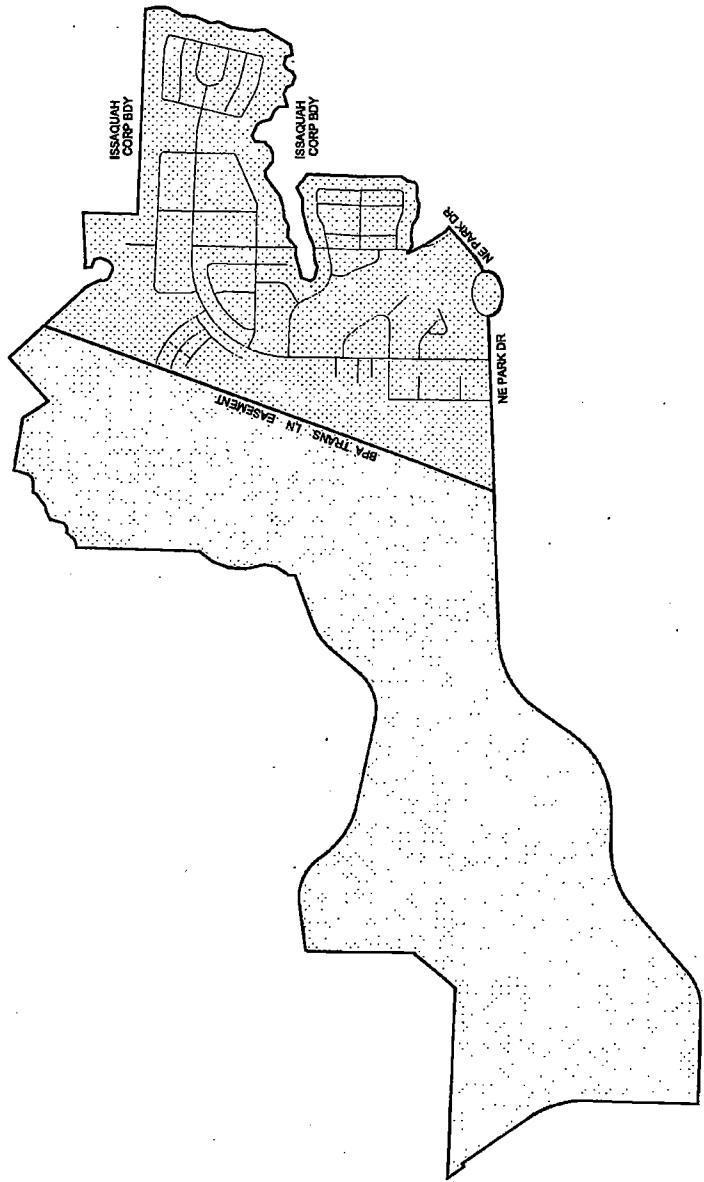 ISSAQUAH
CORP BDY
ISSAQUAH
CORP BDY
NE PARK DR
NE PARK DR
BPA TRANS LN EASEMENT